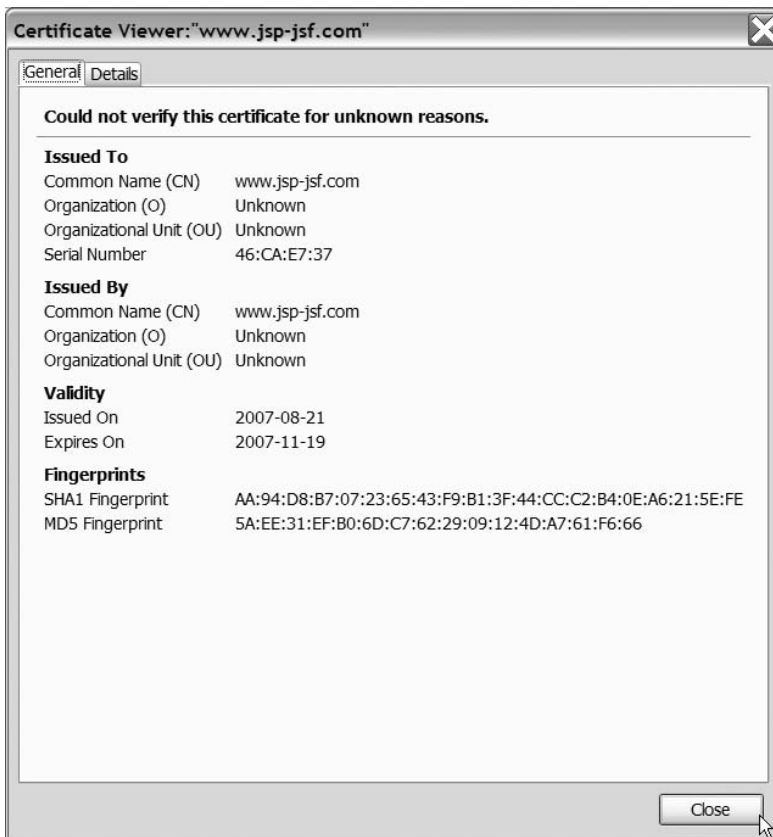 Certificate Viewer:"www.jsp-jsf.com"
General Details
Could not verify this certificate for unknown reasons.
Issued To
Common Name (CN) www.jsp-jsf.com
Organization (O) Unknown
Organizational Unit (OU) Unknown
Serial Number 46:CA:E7:37
Issued By
Common Name (CN) www.jsp-jsf.com
Organization (O) Unknown
Organizational Unit (OU) Unknown
Validity
Issued On 2007-08-21
Expires On 2007-11-19
Fingerprints
SHA1 Fingerprint AA:94:D8:B7:07:23:65:43:F9:B1:3F:44:CC:C2:B4:0E:A6:21:5E:FE
MD5 Fingerprint 5A:EE:31:EF:B0:6D:C7:62:29:09:12:4D:A7:61:F6:66
Close